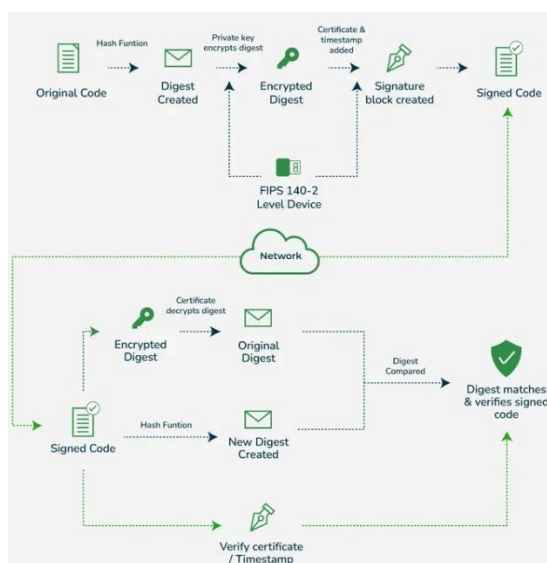 Hash Funtion
Private key
encrypts digest
Certificate &
timestamp
added
Original Code
Digest
Created
Encrypted
Digest
Signature
block created
Signed Code
FIPS 140-2
Level Device
Network
Certificate
decrypts digest
Encrypted
Digest
Original
Digest
Digest
Compared
Digest matches
& verifies signed
code
Hash Funtion
Signed Code
New Digest
Created
Verify certificate
/ Timestamp